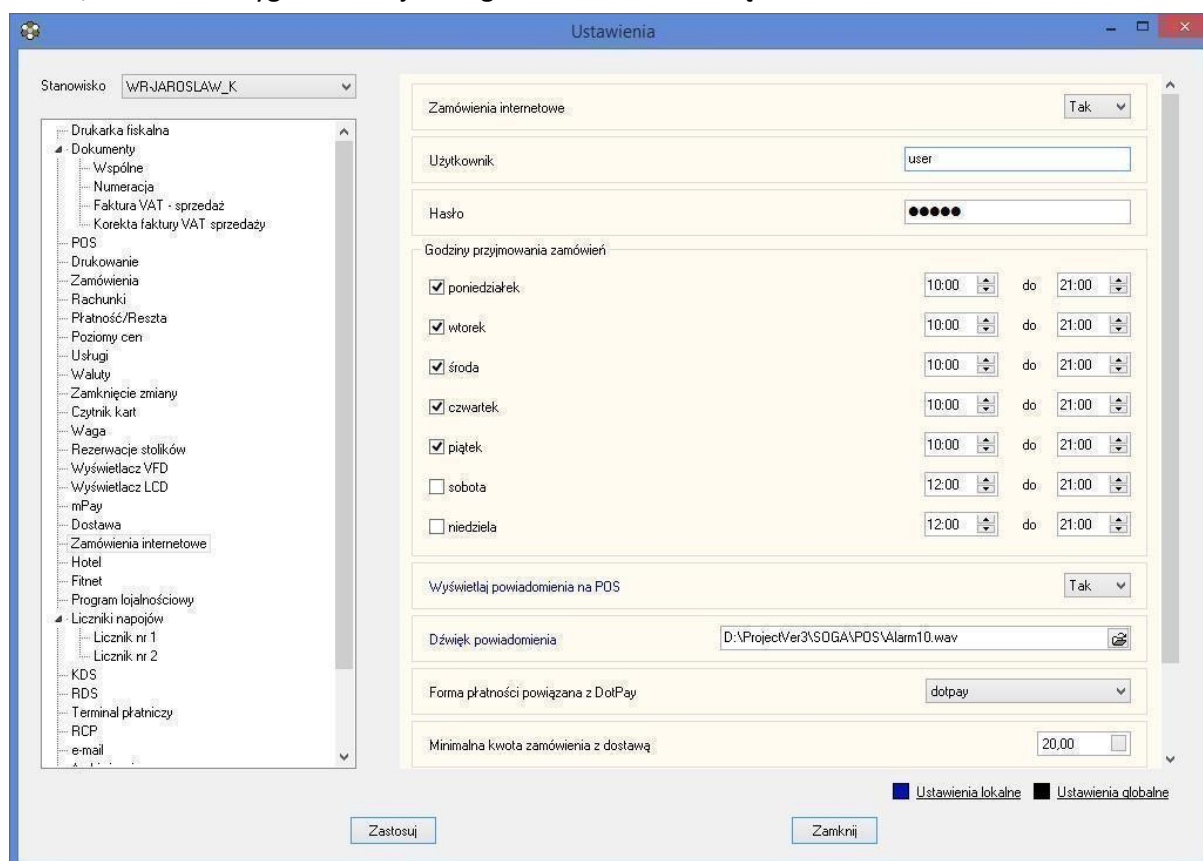 Ustawienia
Stanowisko WR-JAROSLAW_K
Drukarka fiskalna
Dokumenty
Wspólne
Numeracja
Faktura VAT - sprzedaż
Korekta faktury VAT sprzedaży
POS
Drukowanie
Zamówienia
Rachunki
Płatność/Reszta
Poziomy cen
Usługi
Waluty
Zamknięcie zmiany
Czytnik kart
Waga
Rezerwacje stolików
Wyświetlacz VFD
Wyświetlacz LCD
mPay
Dostawa
Zamówienia internetowe
Hotel
Fitnet
Program lojalnościowy
Liczniki napojów
Licznik nr 1
Licznik nr 2
KDS
RDS
Terminal płatniczy
RCP
e-mail
Zamówienia internetowe Tak
Użytkownik user
Hasło ●●●●●
Godziny przyjmowania zamówień
poniedziałek 10:00 do 21:00
wtorek 10:00 do 21:00
środa 10:00 do 21:00
czwartek 10:00 do 21:00
piątek 10:00 do 21:00
sobota 12:00 do 21:00
niedziela 12:00 do 21:00
Wyświetlaj powiadomienia na POS Tak
Dźwięk powiadomienia D:\ProjectVer3\SOGA\POS\Alarm10.wav
Forma płatności powiązana z DotPay dotpay
Minimalna kwota zamówienia z dostawą 20,00
Ustawienia lokalne Ustawienia globalne
Zastosuj Zamknij